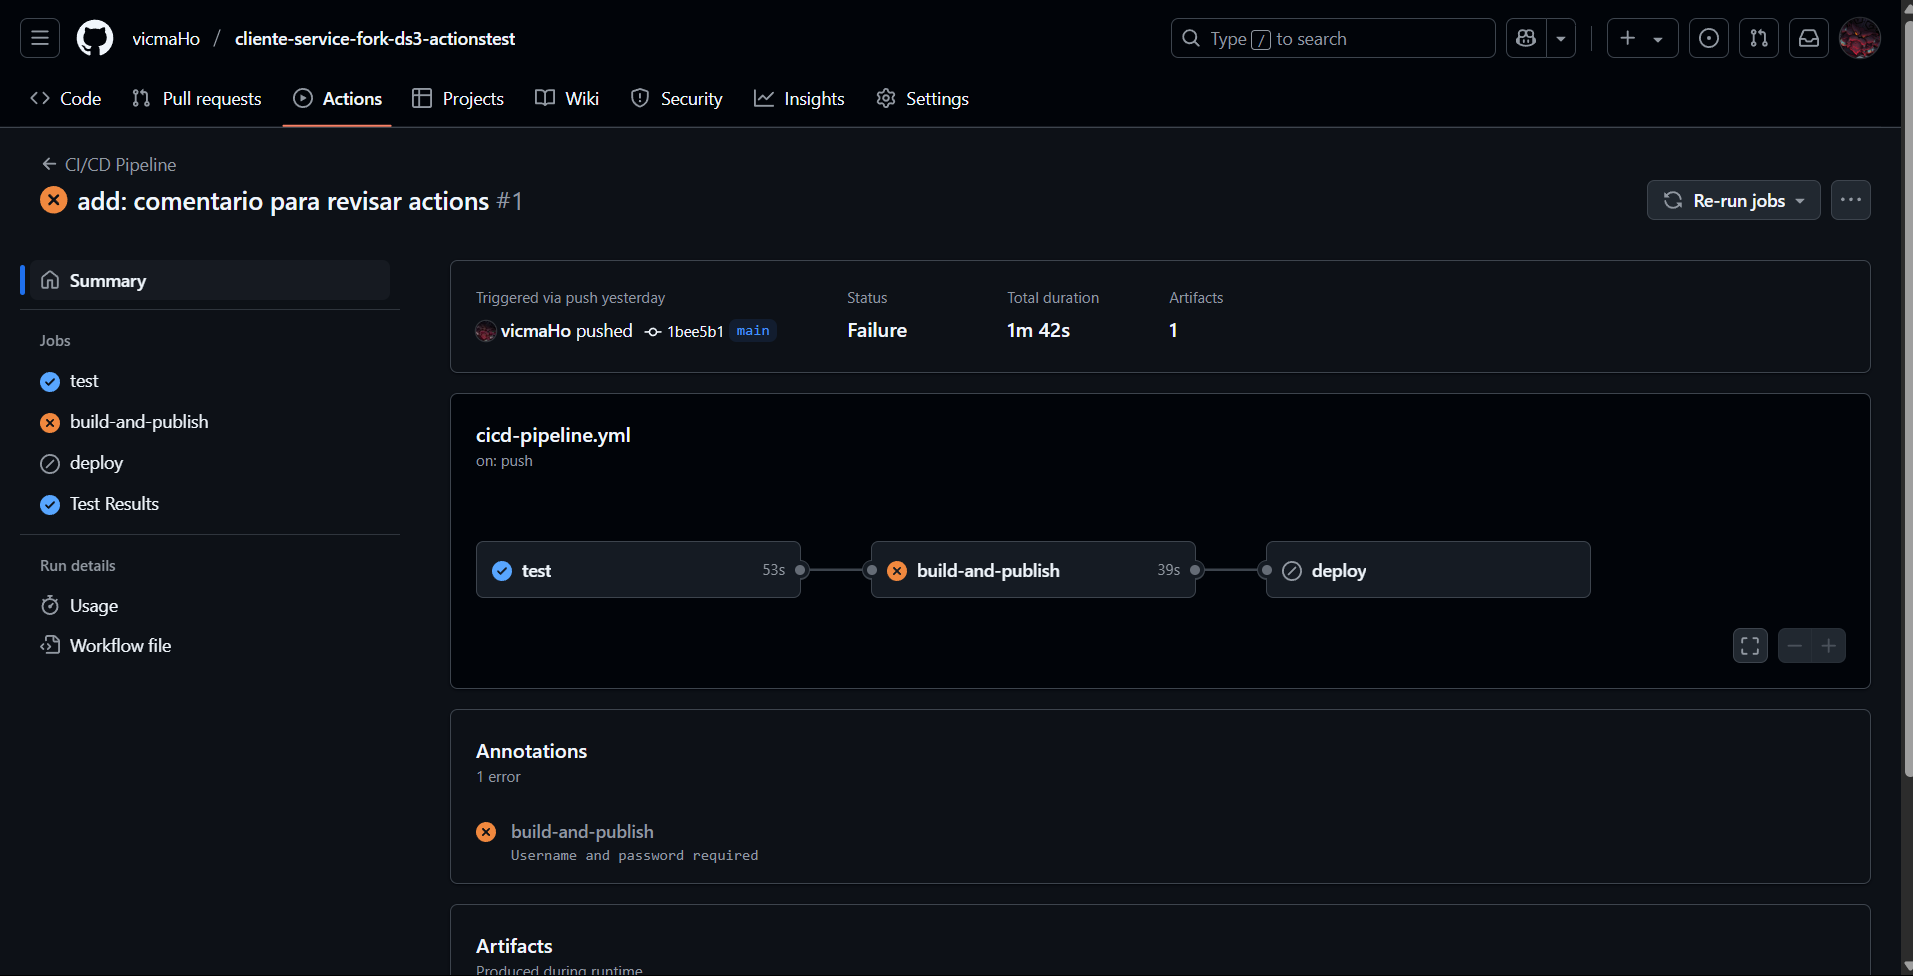 vicmaHo / cliente-service-fork-ds3-actionstest
Type / to search
Code
Pull requests
Actions
Projects
Wiki
Security
Insights
Settings
CI/CD Pipeline
add: comentario para revisar actions #1
Re-run jobs
Summary
Jobs
test
build-and-publish
deploy
Test Results
Run details
Usage
Workflow file
Triggered via push yesterday
vicmaHo pushed 1bee5b1 main
Status
Failure
Total duration
1m 42s
Artifacts
1
cicd-pipeline.yml
on: push
test 53s
build-and-publish 39s
deploy
Annotations
1 error
build-and-publish
Username and password required
Artifacts
Produced during runtime